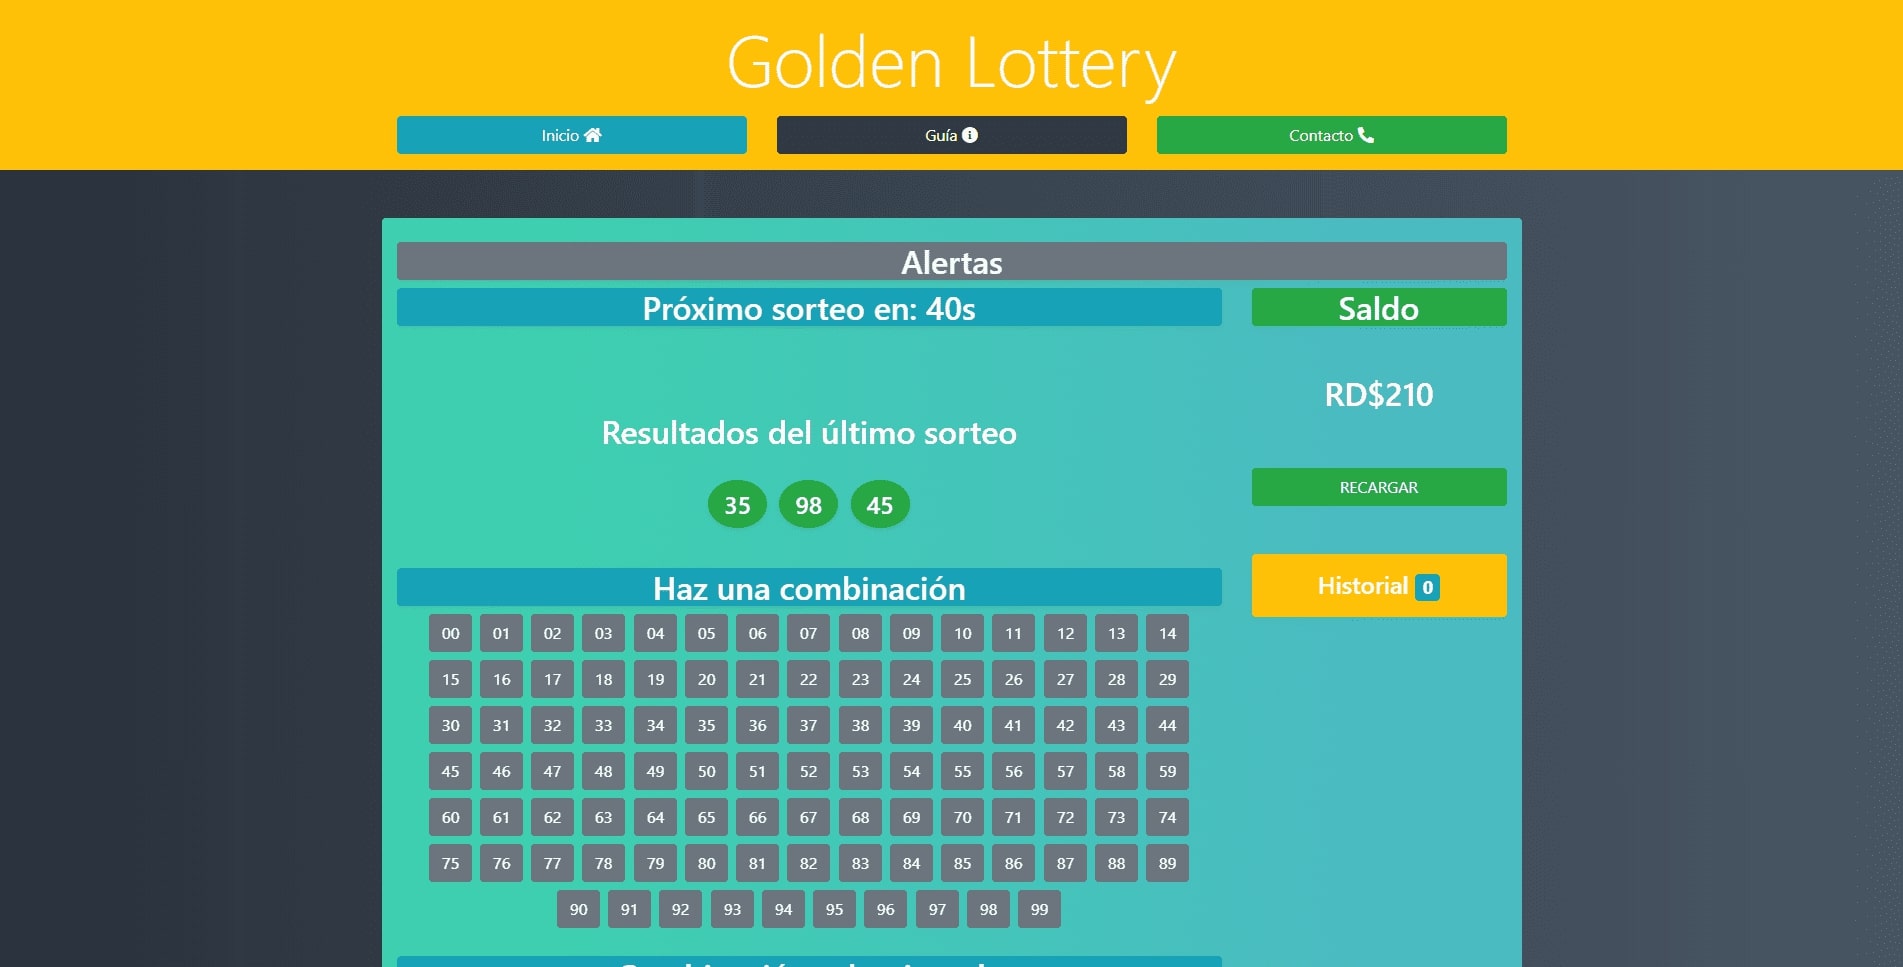 Golden Lottery
Inicio
Guía
Contacto
Alertas
Próximo sorteo en: 40s
Saldo
RD$210
Resultados del último sorteo
35 98 45
RECARGAR
Historial 0
Haz una combinación
00 01 02 03 04 05 06 07 08 09 10 11 12 13 14
15 16 17 18 19 20 21 22 23 24 25 26 27 28 29
30 31 32 33 34 35 36 37 38 39 40 41 42 43 44
45 46 47 48 49 50 51 52 53 54 55 56 57 58 59
60 61 62 63 64 65 66 67 68 69 70 71 72 73 74
75 76 77 78 79 80 81 82 83 84 85 86 87 88 89
90 91 92 93 94 95 96 97 98 99